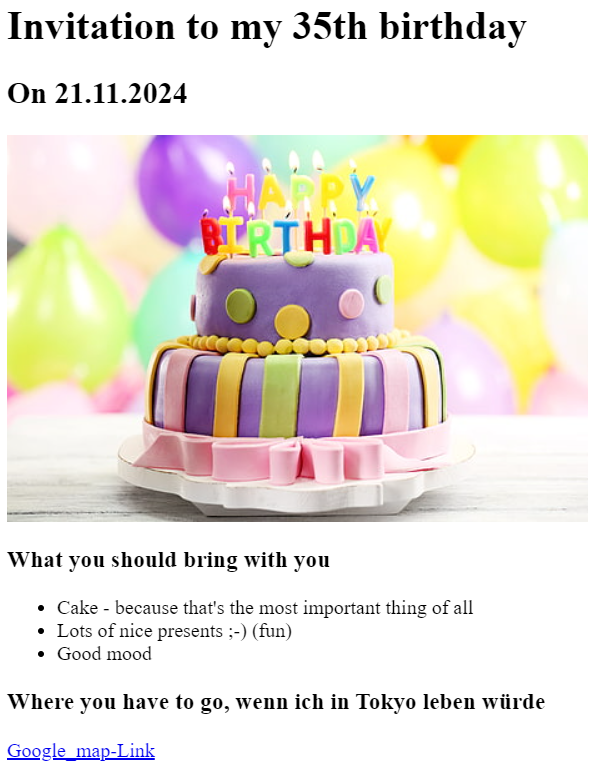 Invitation to my 35th birthday
On 21.11.2024
HAPPY
BIRTHDAY
What you should bring with you
Cake - because that's the most important thing of all
Lots of nice presents ;-) (fun)
Good mood
Where you have to go, wenn ich in Tokyo leben würde
Google_map-Link